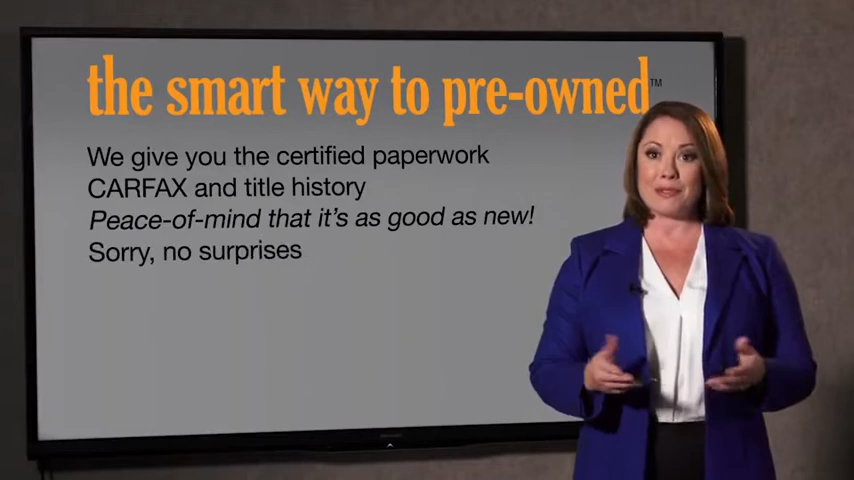 the smart way to pre-owned™
We give you the certified paperwork
CARFAX and title history
Peace-of-mind that it's as good as new!
Sorry, no surprises